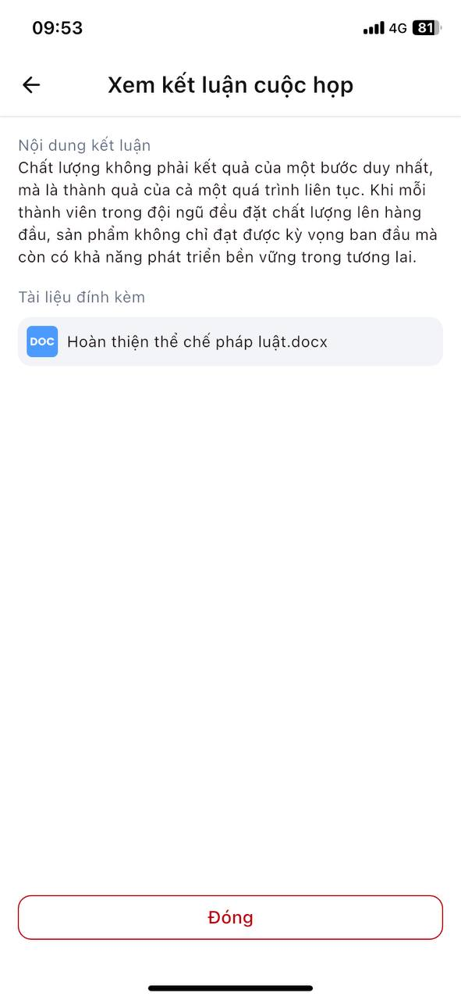 09:53
4G
81
Xem kết luận cuộc họp
Nội dung kết luận
Chất lượng không phải kết quả của một bước duy nhất,
mà là thành quả của cả một quá trình liên tục. Khi mỗi
thành viên trong đội ngũ đều đặt chất lượng lên hàng
đầu, sản phẩm không chỉ đạt được kỳ vọng ban đầu mà
còn có khả năng phát triển bền vững trong tương lai.
Tài liệu đính kèm
DOC
Hoàn thiện thể chế pháp luật.docx
Đóng